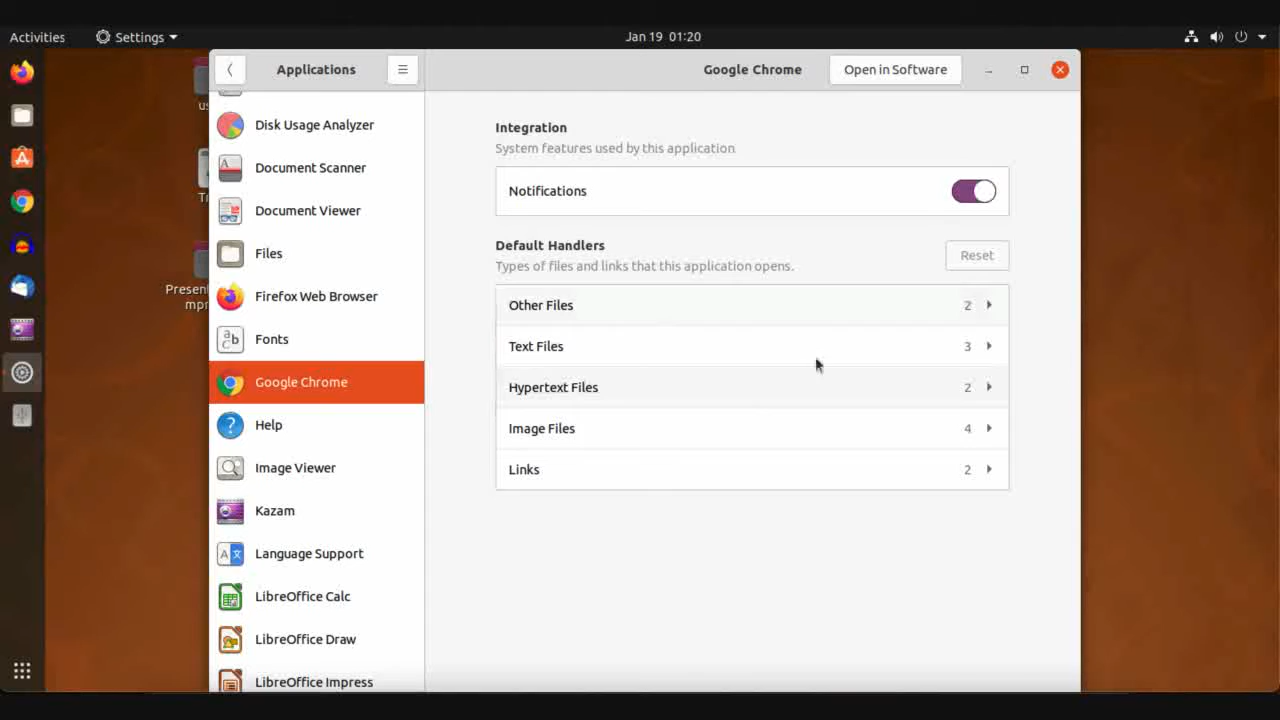 Activities
Settings
Jan 19 01:20
Applications
Google Chrome
Open in Software
Disk Usage Analyzer
Document Scanner
Document Viewer
Files
Firefox Web Browser
Fonts
Google Chrome
Help
Image Viewer
Kazam
Language Support
LibreOffice Calc
LibreOffice Draw
LibreOffice Impress
Integration
System features used by this application.
Notifications
Default Handlers
Types of files and links that this application opens.
Reset
Other Files 2
Text Files 3
Hypertext Files 2
Image Files 4
Links 2
us
Presen
mp